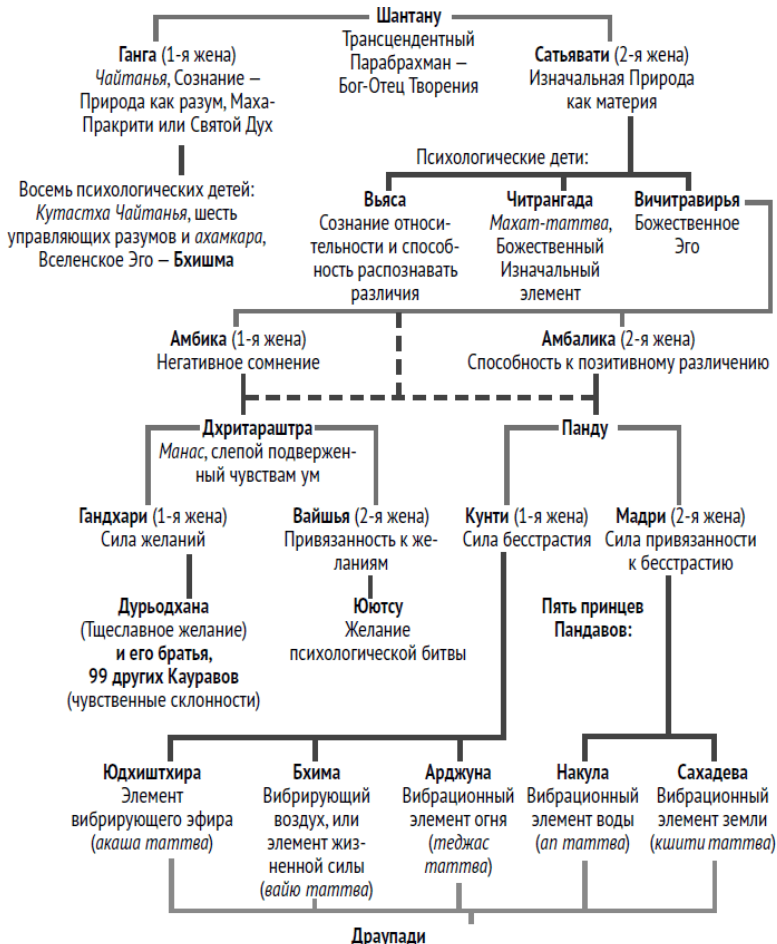 Шантану
Трансцендентный
Парабрахман —
Бог-Отец Творения
Ганга (1-я жена)
Чайтанья, Сознание —
Природа как разум, Маха-
Пракрити или Святой Дух
Сатьявати (2-я жена)
Изначальная Природа
как материя
Восемь психологических детей:
Кутастха Чайтанья, шесть
управляющих разумов и ахамкара,
Вселенское Эго — Бхишма
Психологические дети:
Вьяса
Сознание относи-
тельности и способ-
ность распознавать
различия
Читрангада
Махат-таттва,
Божественный
Изначальный
элемент
Вичитравирья
Божественное
Эго
Амбика (1-я жена)
Негативное сомнение
Амбалика (2-я жена)
Способность к позитивному различению
Дхритараштра
Манас, слепой подвержен-
ный чувствам ум
Панду
Гандхари (1-я жена)
Сила желаний
Вайшья (2-я жена)
Привязанность к же-
ланиям
Кунти (1-я жена)
Сила бесстрастия
Мадри (2-я жена)
Сила привязанности
к бесстрастию
Дурьодхана
(Тщеславное желание)
и его братья,
99 других Кауравов
(чувственные склонности)
Юютсу
Желание
психологической битвы
Пять принцев
Пандавов:
Юдхиштхира
Элемент
вибрирующего эфира
(акаша таттва)
Бхима
Вибрирующий
воздух, или
элемент жиз-
ненной силы
(вайю таттва)
Арджуна
Вибрационный
элемент огня
(теджас
таттва)
Накула
Вибрационный
элемент воды
(ап таттва)
Сахадева
Вибрационный
элемент земли
(кшити таттва)
Драупади